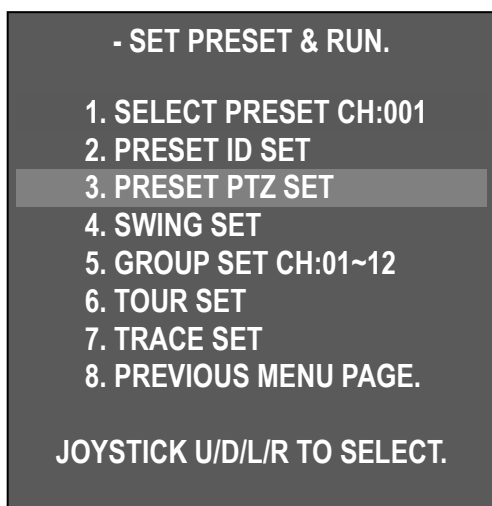 - SET PRESET & RUN.
1. SELECT PRESET CH:001
2. PRESET ID SET
3. PRESET PTZ SET
4. SWING SET
5. GROUP SET CH:01~12
6. TOUR SET
7. TRACE SET
8. PREVIOUS MENU PAGE.
JOYSTICK U/D/L/R TO SELECT.